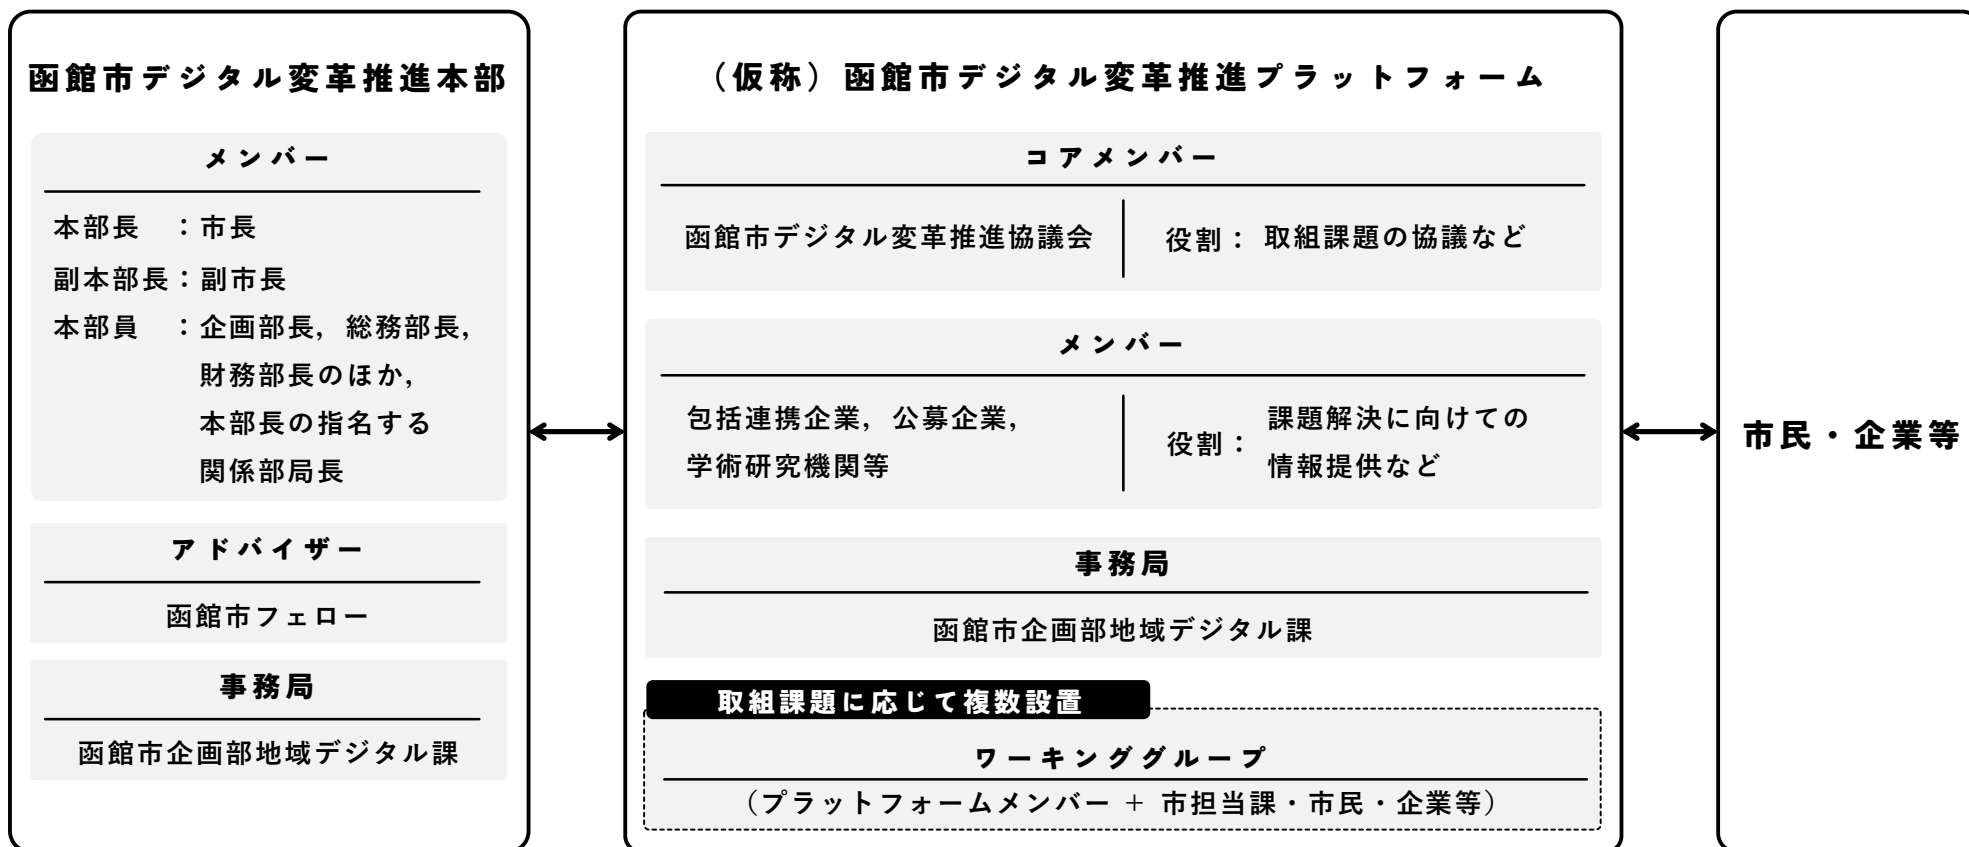 函館市デジタル変革推進本部
メンバー
本部長 ：市長
副本部長：副市長
本部員 ：企画部長，総務部長，
財務部長のほか，
本部長の指名する
関係部局長
アドバイザー
函館市フェロー
事務局
函館市企画部地域デジタル課
（仮称）函館市デジタル変革推進プラットフォーム
コアメンバー
函館市デジタル変革推進協議会
役割： 取組課題の協議など
メンバー
包括連携企業，公募企業，
学術研究機関等
役割： 課題解決に向けての
情報提供など
事務局
函館市企画部地域デジタル課
取組課題に応じて複数設置
ワーキンググループ
（プラットフォームメンバー + 市担当課・市民・企業等）
市民・企業等